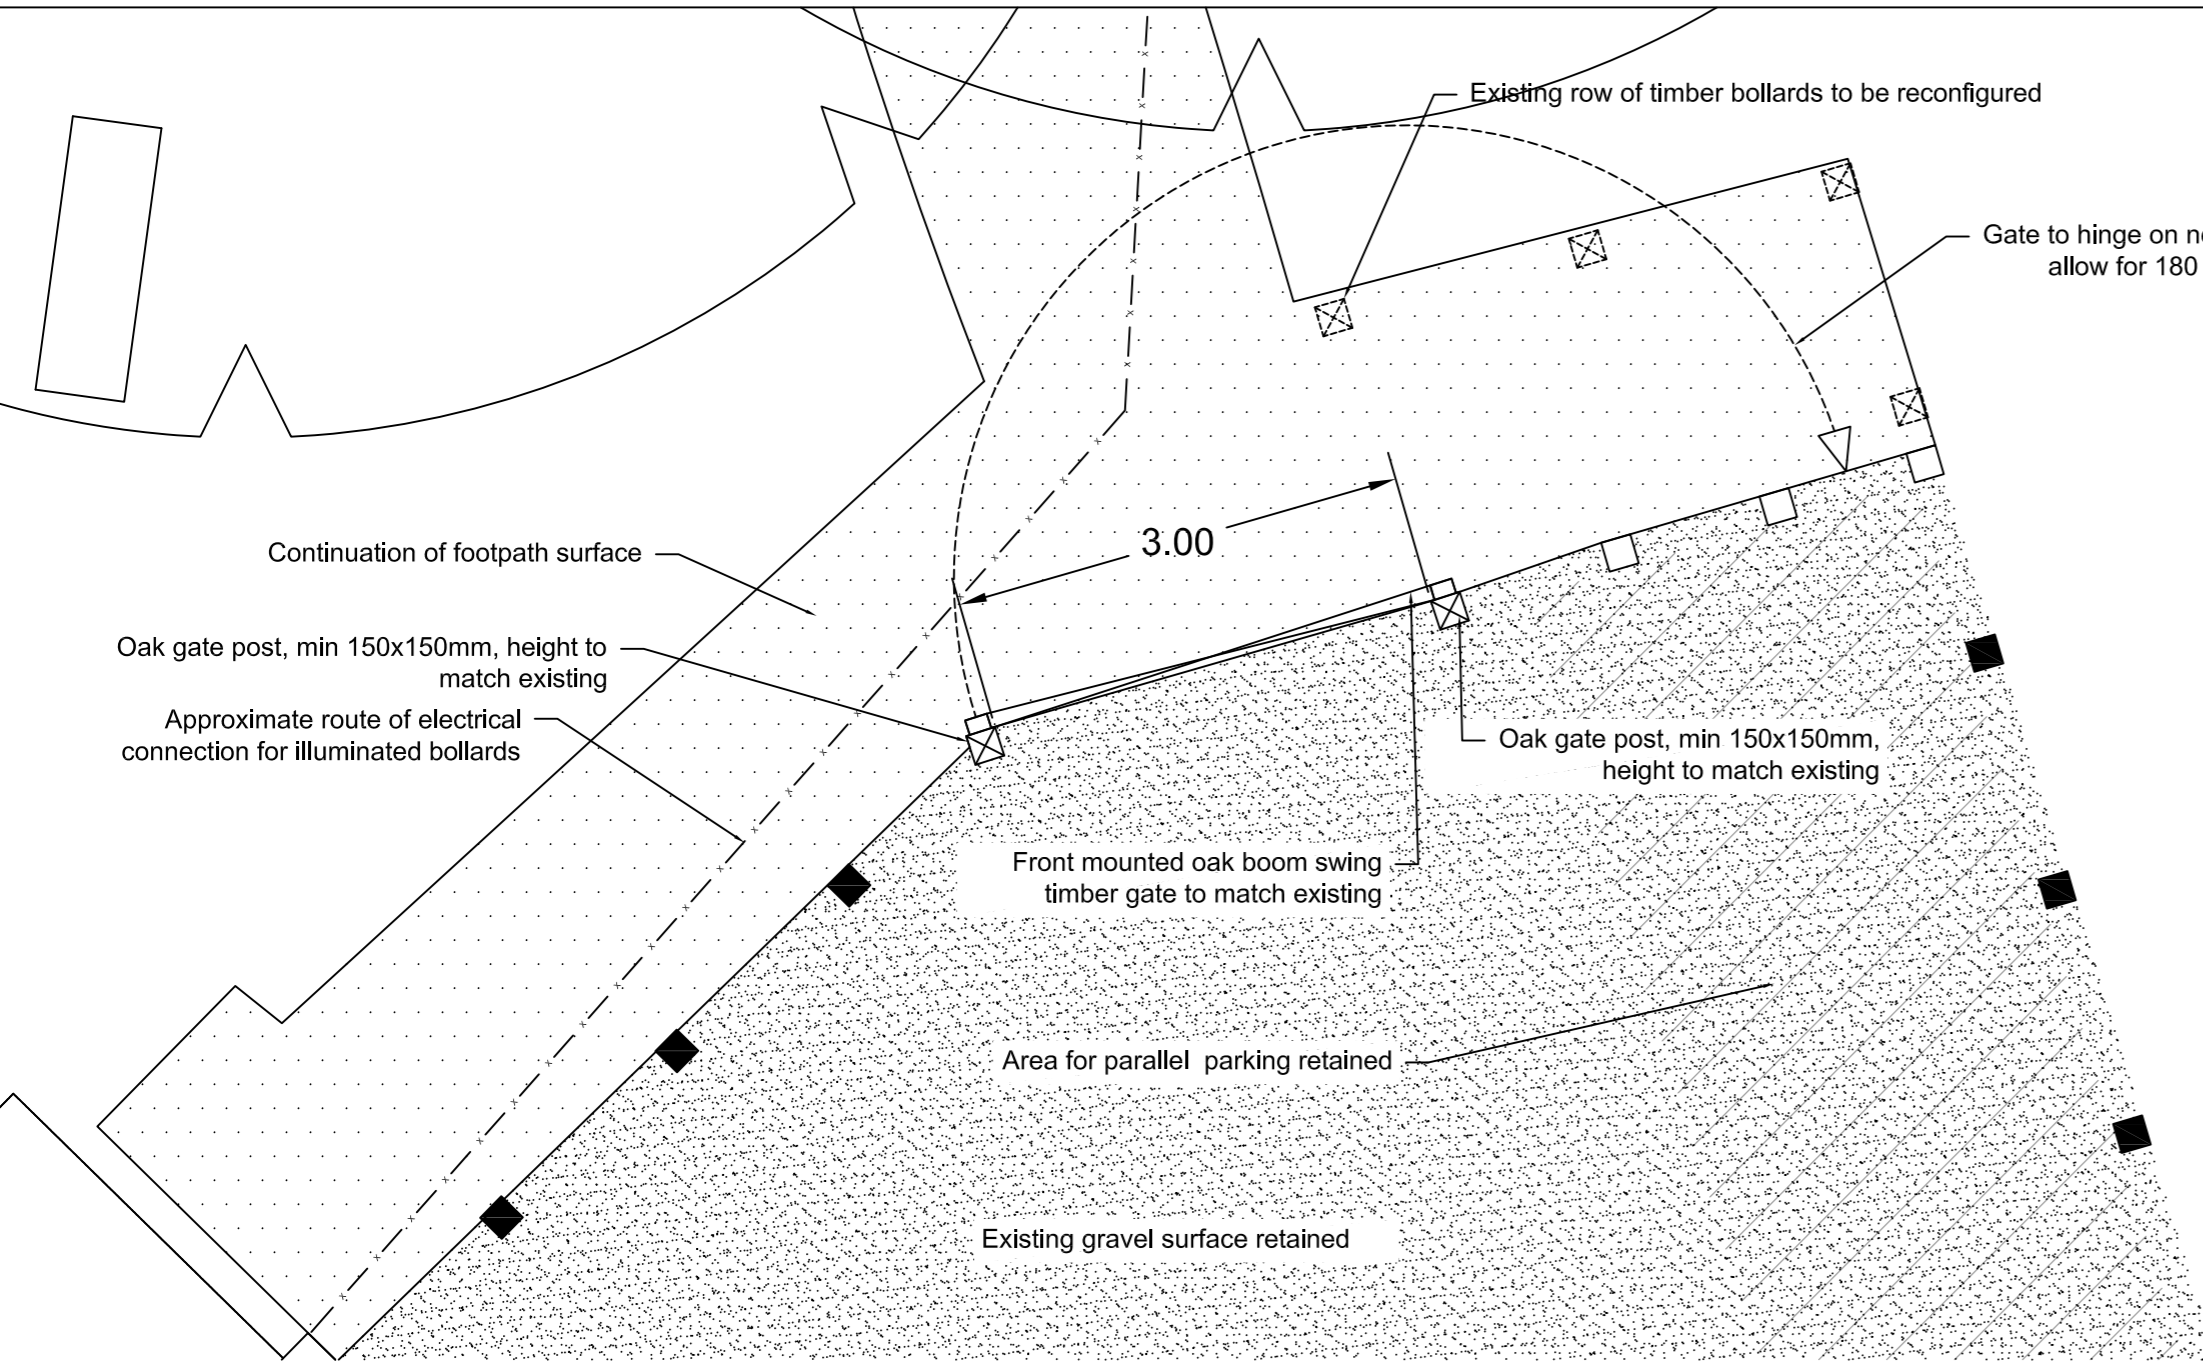 Existing row of timber bollards to be reconfigured
Gate to hinge on
allow for 180
3.00
Continuation of footpath surface
Oak gate post, min 150x150mm, height to
match existing
Approximate route of electrical
connection for illuminated bollards
Oak gate post, min 150x150mm,
height to match existing
Front mounted oak boom swing
timber gate to match existing
Area for parallel parking retained
Existing gravel surface retained